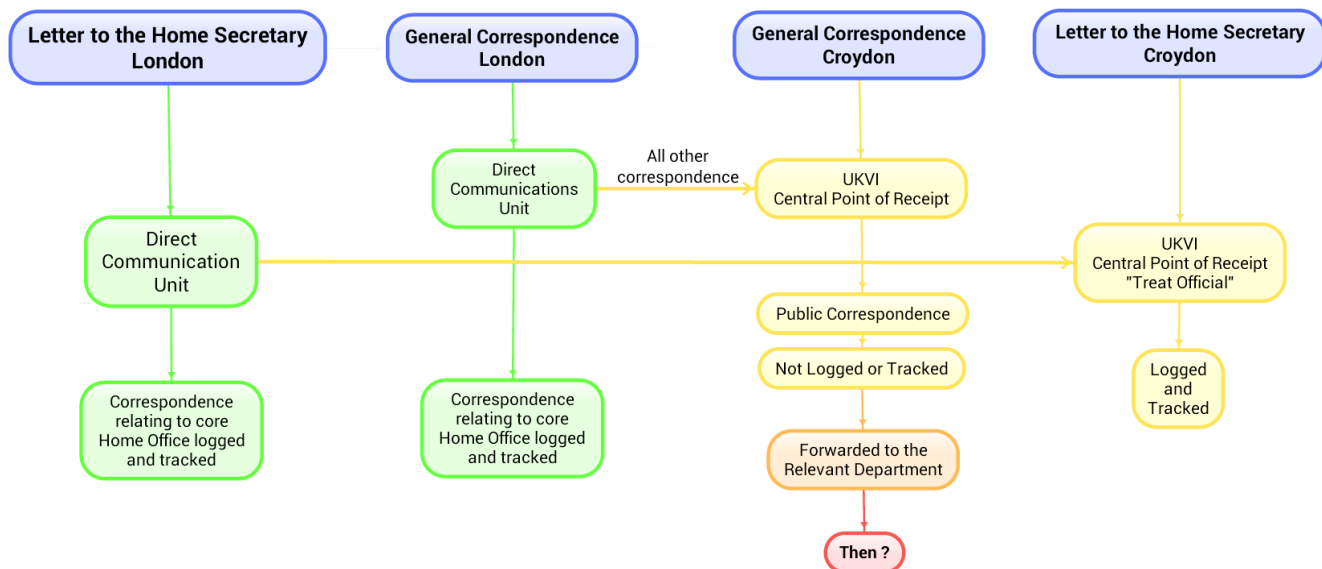 Letter to the Home Secretary
London
General Correspondence
London
General Correspondence
Croydon
Letter to the Home Secretary
Croydon
Direct
Communications
Unit
All other
correspondence
UKVI
Central Point of Receipt
Direct
Communication
Unit
UKVI
Central Point of Receipt
"Treat Official"
Public Correspondence
Not Logged or Tracked
Logged
and
Tracked
Correspondence
relating to core
Home Office logged
and tracked
Correspondence
relating to core
Home Office logged
and tracked
Forwarded to the
Relevant Department
Then ?